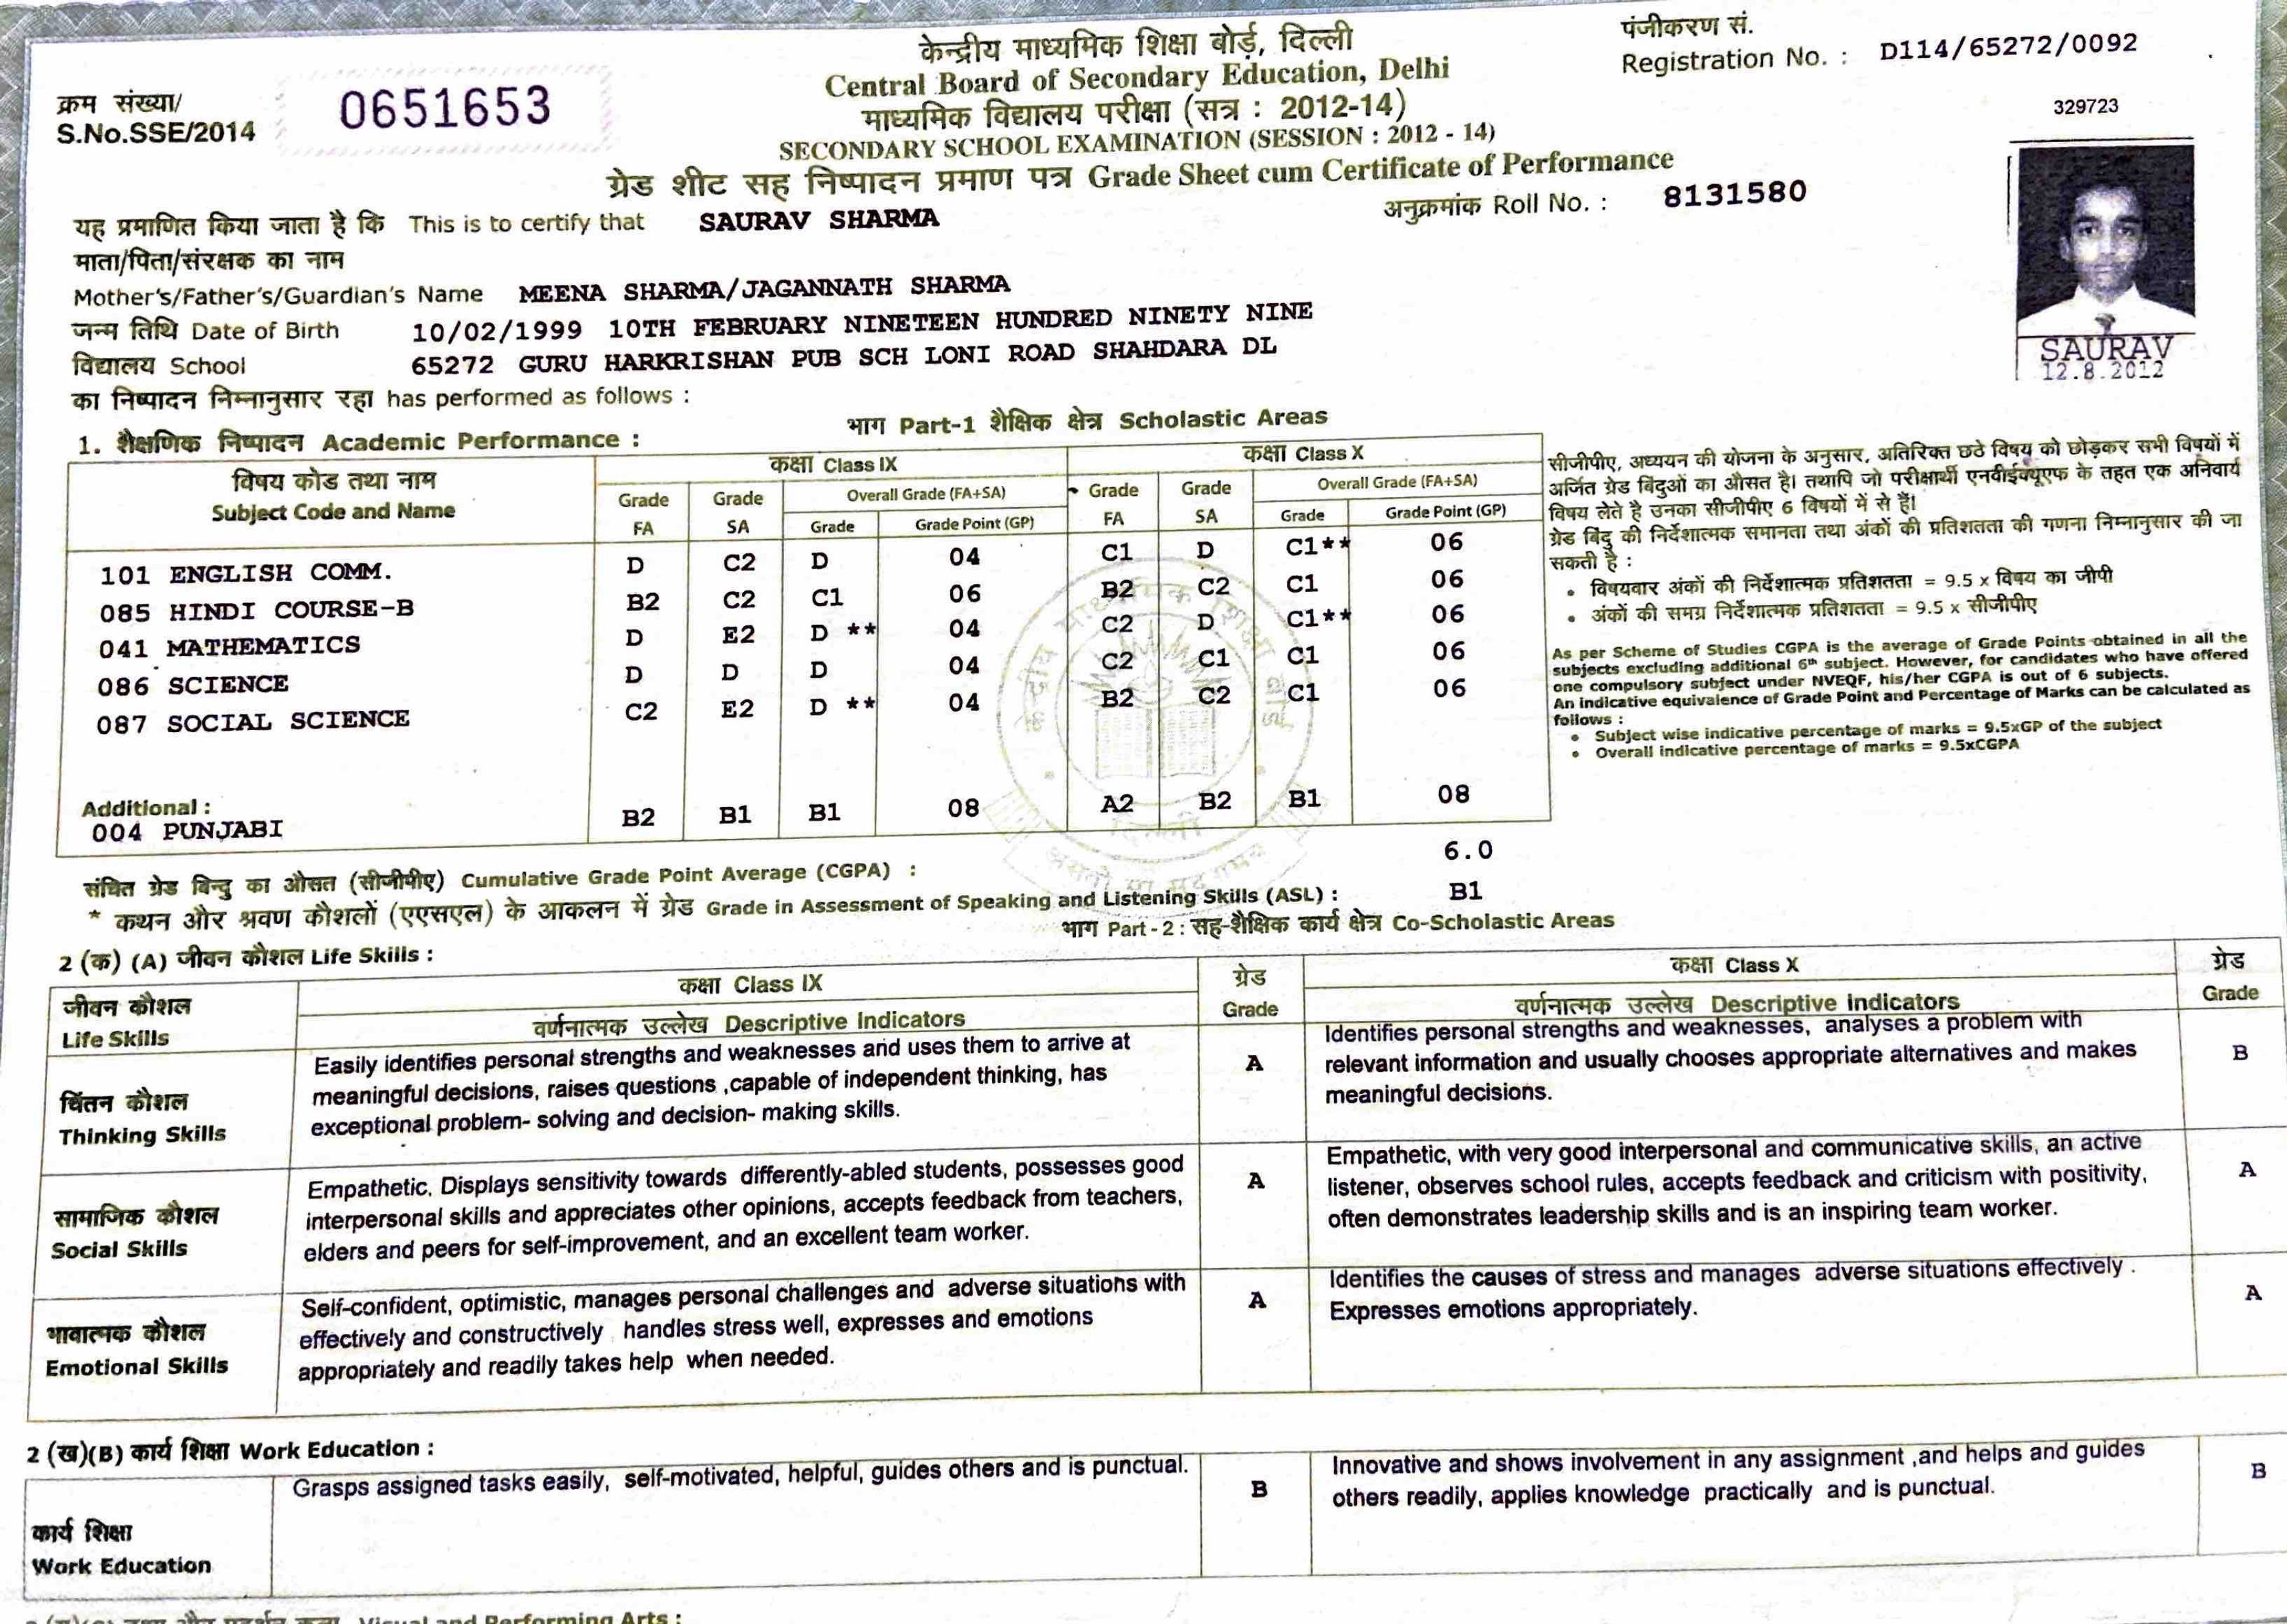 केन्द्रीय माध्यमिक शिक्षा बोर्ड, दिल्ली
Central Board of Secondary Education, Delhi
माध्यमिक विद्यालय परीक्षा (सत्र : 2012-14)
SECONDARY SCHOOL EXAMINATION (SESSION : 2012 - 14)
ग्रेड शीट सह निष्पादन प्रमाण पत्र Grade Sheet cum Certificate of Performance
पंजीकरण सं.
Registration No. : D114/65272/0092
329723
क्रम संख्या/
S.No.SSE/2014 0651653
अनुक्रमांक Roll No. : 8131580
SAURAV
12.8.2012
यह प्रमाणित किया जाता है कि This is to certify that SAURAV SHARMA
माता/पिता/संरक्षक का नाम
Mother's/Father's/Guardian's Name MEENA SHARMA/JAGANNATH SHARMA
जन्म तिथि Date of Birth 10/02/1999 10TH FEBRUARY NINETEEN HUNDRED NINETY NINE
विद्यालय School 65272 GURU HARKRISHAN PUB SCH LONI ROAD SHAHDARA DL
का निष्पादन निम्नानुसार रहा has performed as follows :
भाग Part-1 शैक्षिक क्षेत्र Scholastic Areas
1. शैक्षणिक निष्पादन Academic Performance :
विषय कोड तथा नाम
Subject Code and Name
कक्षा Class IX कक्षा Class X
Grade FA Grade SA Overall Grade (FA+SA) Grade FA Grade SA Overall Grade (FA+SA)
Grade Grade Point (GP) Grade Grade Point (GP)
101 ENGLISH COMM. D C2 D 04 C1 D C1** 06
085 HINDI COURSE-B B2 C2 C1 06 B2 C2 C1 06
041 MATHEMATICS D E2 D ** 04 C2 D C1** 06
086 SCIENCE D D D 04 C2 C1 C1 06
087 SOCIAL SCIENCE C2 E2 D ** 04 B2 C2 C1 06
Additional :
004 PUNJABI B2 B1 B1 08 A2 B2 B1 08
सीजीपीए, अध्ययन की योजना के अनुसार, अतिरिक्त छठे विषय को छोड़कर सभी विषयों में
अर्जित ग्रेड बिंदुओं का औसत है। तथापि जो परीक्षार्थी एनवीईक्यूएफ के तहत एक अनिवार्य
विषय लेते है उनका सीजीपीए 6 विषयों में से हैं।
ग्रेड बिंदु की निर्देशात्मक समानता तथा अंकों की प्रतिशतता की गणना निम्नानुसार की जा
सकती है :
• विषयवार अंकों की निर्देशात्मक प्रतिशतता = 9.5 x विषय का जीपी
• अंकों की समग्र निर्देशात्मक प्रतिशतता = 9.5 x सीजीपीए
As per Scheme of Studies CGPA is the average of Grade Points obtained in all the
subjects excluding additional 6th subject. However, for candidates who have offered
one compulsory subject under NVEQF, his/her CGPA is out of 6 subjects.
An indicative equivalence of Grade Point and Percentage of Marks can be calculated as
follows :
• Subject wise indicative percentage of marks = 9.5xGP of the subject
• Overall indicative percentage of marks = 9.5xCGPA
संचित ग्रेड बिन्दु का औसत (सीजीपीए) Cumulative Grade Point Average (CGPA) : 6.0
* कथन और श्रवण कौशलों (एएसएल) के आकलन में ग्रेड Grade in Assessment of Speaking and Listening Skills (ASL) : B1
भाग Part - 2 : सह-शैक्षिक कार्य क्षेत्र Co-Scholastic Areas
2 (क) (A) जीवन कौशल Life Skills :
जीवन कौशल
Life Skills
कक्षा Class IX
वर्णनात्मक उल्लेख Descriptive Indicators
ग्रेड
Grade
कक्षा Class X
वर्णनात्मक उल्लेख Descriptive Indicators
ग्रेड
Grade
चिंतन कौशल
Thinking Skills
Easily identifies personal strengths and weaknesses and uses them to arrive at
meaningful decisions, raises questions ,capable of independent thinking, has
exceptional problem- solving and decision- making skills.
A
Identifies personal strengths and weaknesses, analyses a problem with
relevant information and usually chooses appropriate alternatives and makes
meaningful decisions.
B
सामाजिक कौशल
Social Skills
Empathetic. Displays sensitivity towards differently-abled students, possesses good
interpersonal skills and appreciates other opinions, accepts feedback from teachers,
elders and peers for self-improvement, and an excellent team worker.
A
Empathetic, with very good interpersonal and communicative skills, an active
listener, observes school rules, accepts feedback and criticism with positivity,
often demonstrates leadership skills and is an inspiring team worker.
A
भावात्मक कौशल
Emotional Skills
Self-confident, optimistic, manages personal challenges and adverse situations with
effectively and constructively handles stress well, expresses and emotions
appropriately and readily takes help when needed.
A
Identifies the causes of stress and manages adverse situations effectively .
Expresses emotions appropriately.
A
2 (ख)(B) कार्य शिक्षा Work Education :
कार्य शिक्षा
Work Education
Grasps assigned tasks easily, self-motivated, helpful, guides others and is punctual.
B
Innovative and shows involvement in any assignment ,and helps and guides
others readily, applies knowledge practically and is punctual.
B
Visual and Performing Arts :